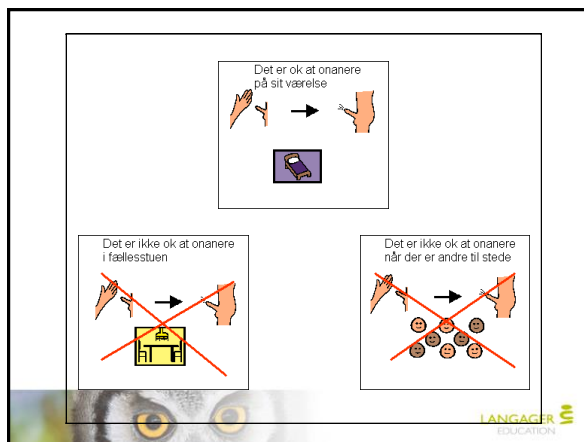 Det er ok at onanere
på sit værelse
Det er ikke ok at onanere
i fællesstuen
Det er ikke ok at onanere
når der er andre til stede
LANGAGER
EDUCATION